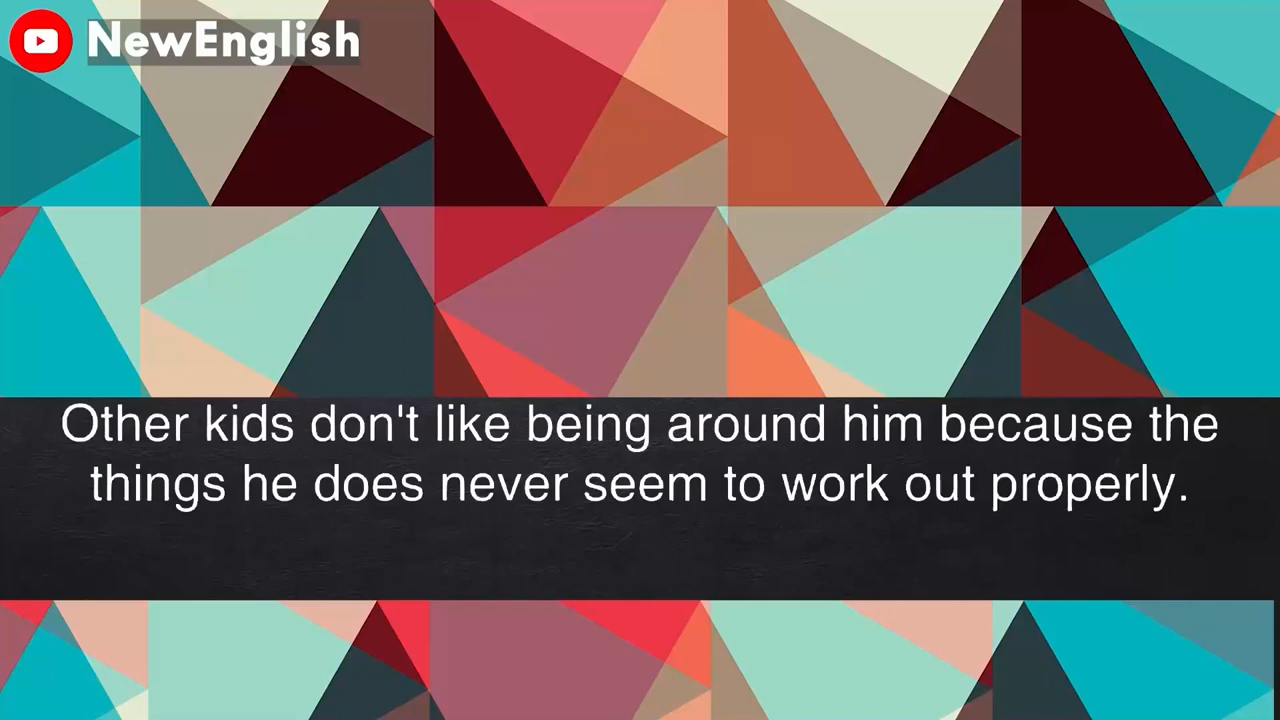 NewEnglish
Other kids don't like being around him because the
things he does never seem to work out properly.